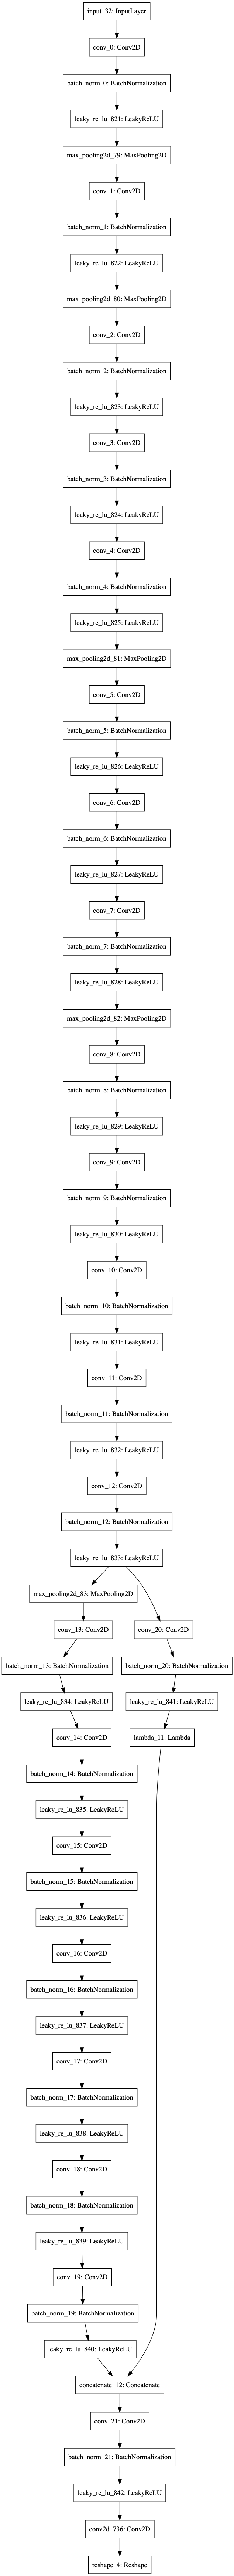 input_32: InputLayer
conv_0: Conv2D
batch_norm_0: BatchNormalization
leaky_re_lu_821: LeakyReLU
max_pooling2d_79: MaxPooling2D
conv_1: Conv2D
batch_norm_1: BatchNormalization
leaky_re_lu_822: LeakyReLU
max_pooling2d_80: MaxPooling2D
conv_2: Conv2D
batch_norm_2: BatchNormalization
leaky_re_lu_823: LeakyReLU
conv_3: Conv2D
batch_norm_3: BatchNormalization
leaky_re_lu_824: LeakyReLU
conv_4: Conv2D
batch_norm_4: BatchNormalization
leaky_re_lu_825: LeakyReLU
max_pooling2d_81: MaxPooling2D
conv_5: Conv2D
batch_norm_5: BatchNormalization
leaky_re_lu_826: LeakyReLU
conv_6: Conv2D
batch_norm_6: BatchNormalization
leaky_re_lu_827: LeakyReLU
conv_7: Conv2D
batch_norm_7: BatchNormalization
leaky_re_lu_828: LeakyReLU
max_pooling2d_82: MaxPooling2D
conv_8: Conv2D
batch_norm_8: BatchNormalization
leaky_re_lu_829: LeakyReLU
conv_9: Conv2D
batch_norm_9: BatchNormalization
leaky_re_lu_830: LeakyReLU
conv_10: Conv2D
batch_norm_10: BatchNormalization
leaky_re_lu_831: LeakyReLU
conv_11: Conv2D
batch_norm_11: BatchNormalization
leaky_re_lu_832: LeakyReLU
conv_12: Conv2D
batch_norm_12: BatchNormalization
leaky_re_lu_833: LeakyReLU
max_pooling2d_83: MaxPooling2D
conv_13: Conv2D
conv_20: Conv2D
batch_norm_13: BatchNormalization
batch_norm_20: BatchNormalization
leaky_re_lu_834: LeakyReLU
leaky_re_lu_841: LeakyReLU
conv_14: Conv2D
lambda_11: Lambda
batch_norm_14: BatchNormalization
leaky_re_lu_835: LeakyReLU
conv_15: Conv2D
batch_norm_15: BatchNormalization
leaky_re_lu_836: LeakyReLU
conv_16: Conv2D
batch_norm_16: BatchNormalization
leaky_re_lu_837: LeakyReLU
conv_17: Conv2D
batch_norm_17: BatchNormalization
leaky_re_lu_838: LeakyReLU
conv_18: Conv2D
batch_norm_18: BatchNormalization
leaky_re_lu_839: LeakyReLU
conv_19: Conv2D
batch_norm_19: BatchNormalization
leaky_re_lu_840: LeakyReLU
concatenate_12: Concatenate
conv_21: Conv2D
batch_norm_21: BatchNormalization
leaky_re_lu_842: LeakyReLU
conv2d_736: Conv2D
reshape_4: Reshape